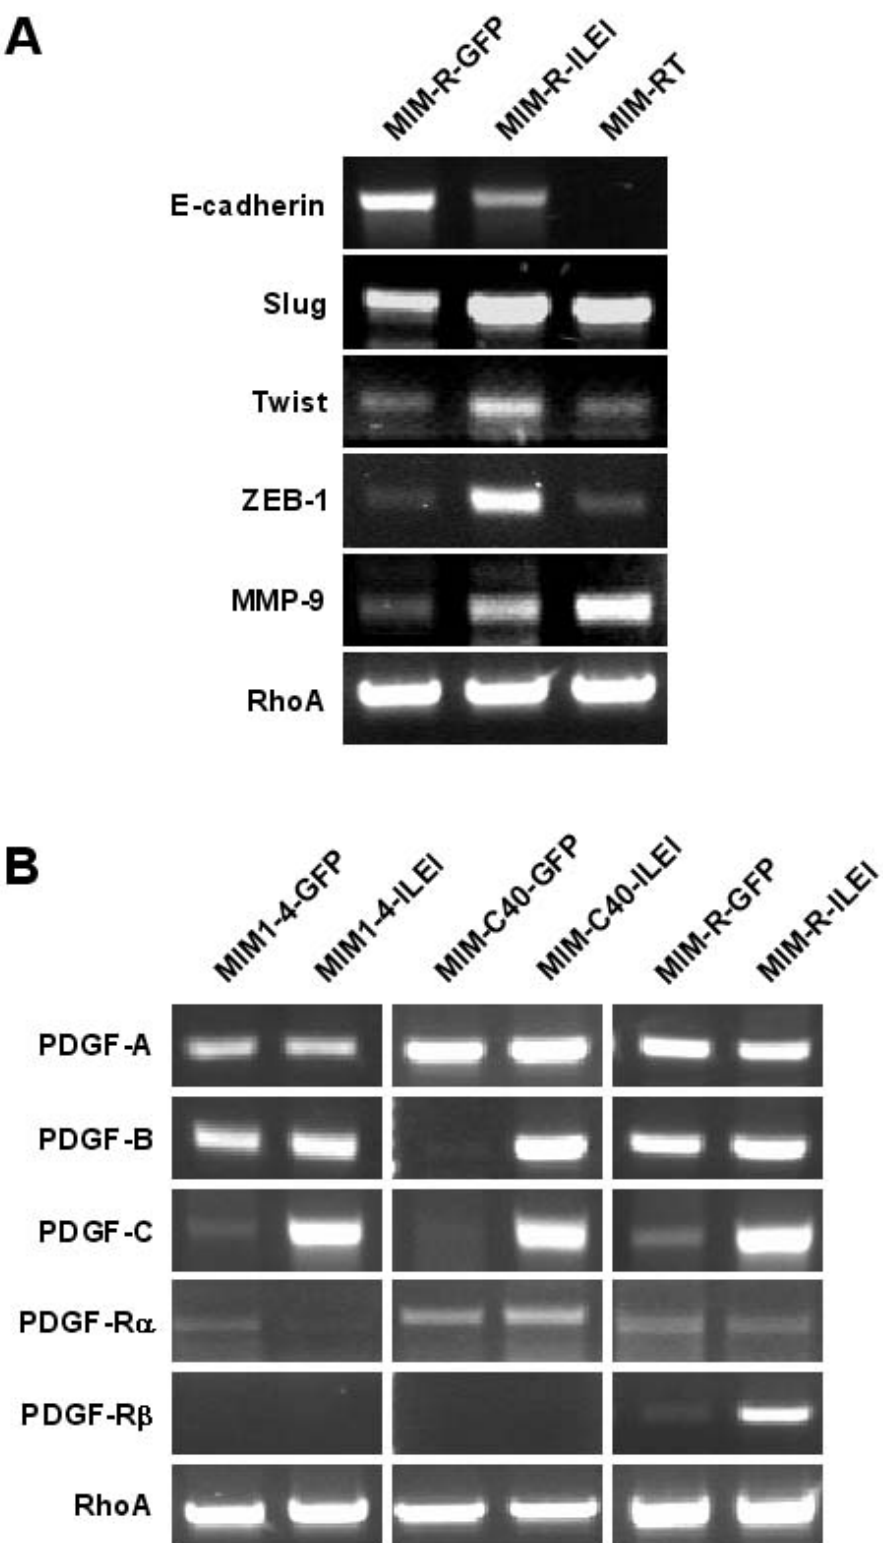 A
MIM-R-GFP
MIM-R-ILEI
MIM-RT
E-cadherin
Slug
Twist
ZEB-1
MMP-9
RhoA
B
MIM1-4-GFP
MIM1-4-ILEI
MIM-C40-GFP
MIM-C40-ILEI
MIM-R-GFP
MIM-R-ILEI
PDGF-A
PDGF-B
PDGF-C
PDGF-Rα
PDGF-Rβ
RhoA